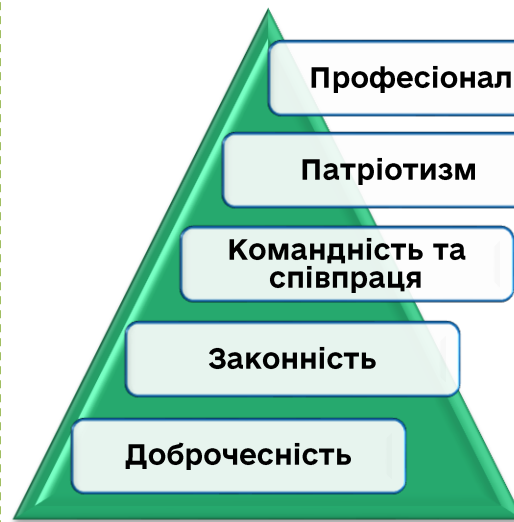 Професіонал
Патріотизм
Командність та
співпраця
Законність
Доброчесність